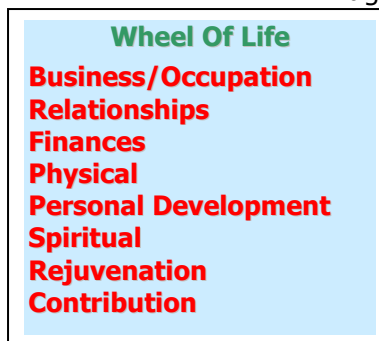 Wheel Of Life
Business/Occupation
Relationships
Finances
Physical
Personal Development
Spiritual
Rejuvenation
Contribution